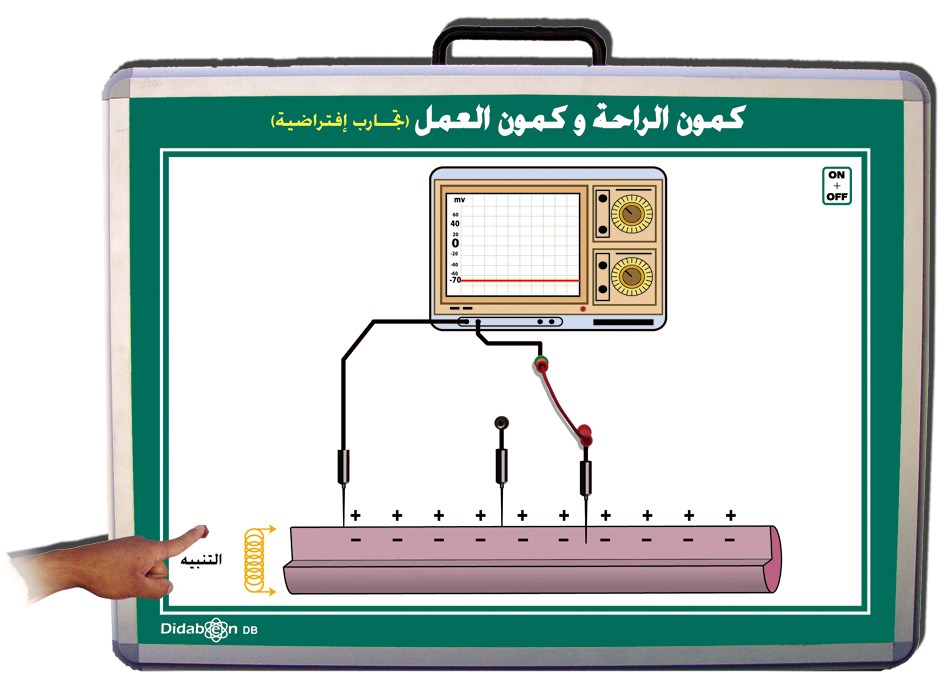 كمون الراحة و كمون العمل (تجارب إفتراضية)
ON
+
OFF
mv
60
40
20
0
-20
-40
-60
-70
+ + + + + + + + + +
- - - - - - - - - -
التنبيه
Didaben DB